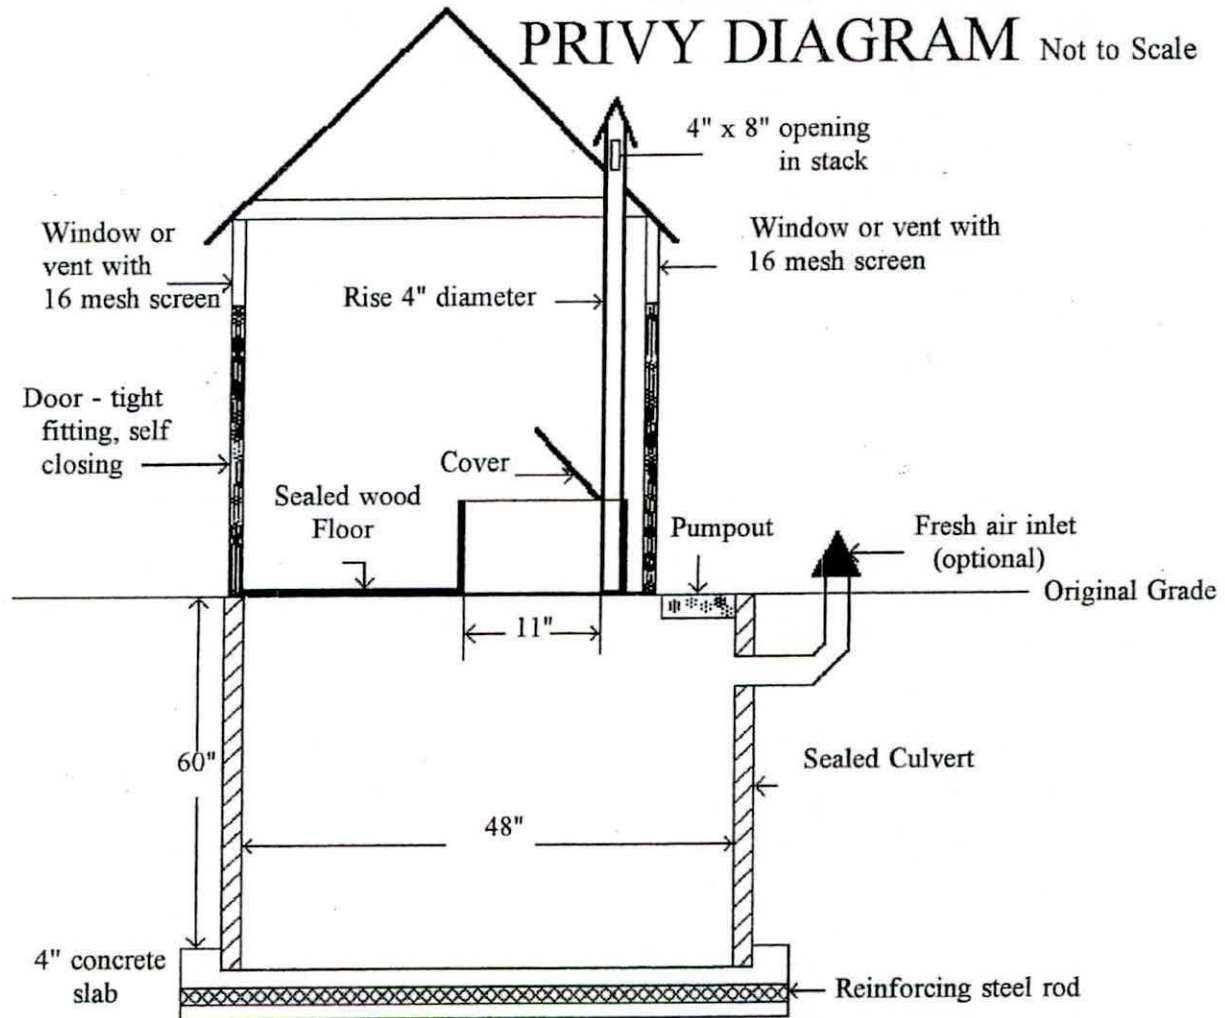 PRIVY DIAGRAM Not to Scale
4" x 8" opening
in stack
Window or
vent with
16 mesh screen
Window or vent with
16 mesh screen
Rise 4" diameter
Door - tight
fitting, self
closing
Cover
Sealed wood
Floor
Pumpout
Fresh air inlet
(optional)
Original Grade
11"
60"
Sealed Culvert
48"
4" concrete
slab
Reinforcing steel rod